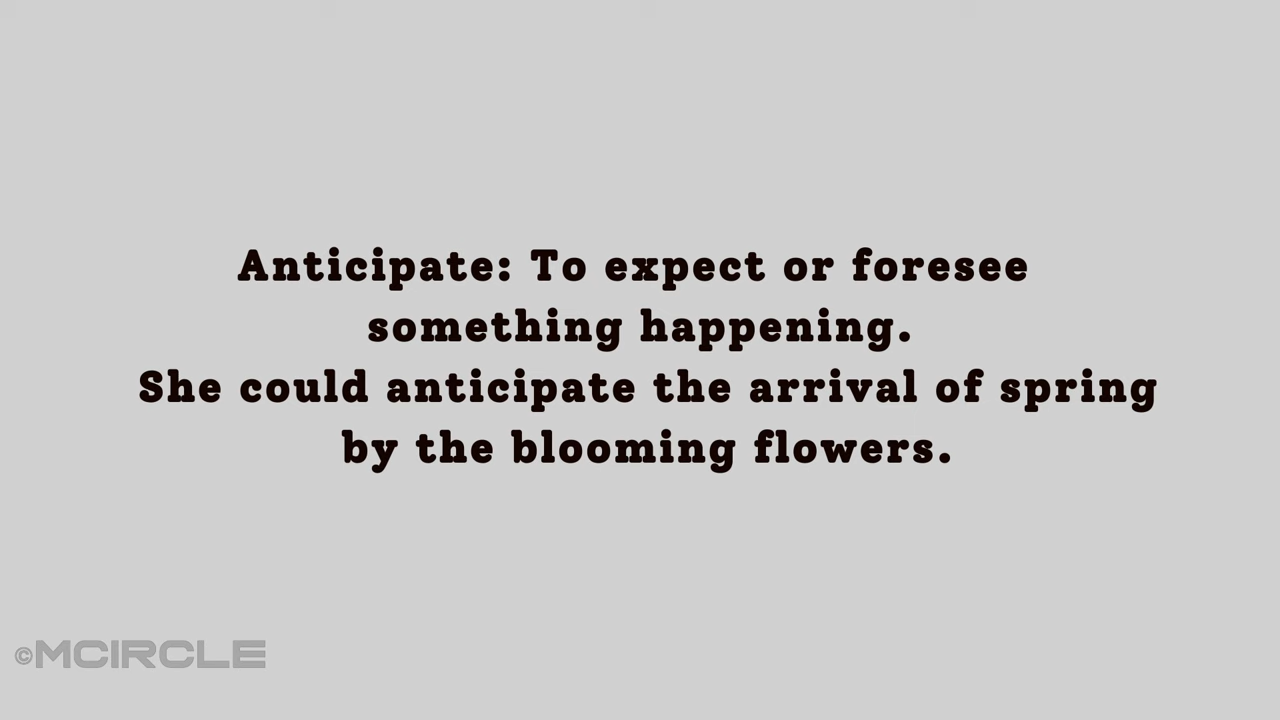 Anticipate: To expect or foresee
something happening.
She could anticipate the arrival of spring
by the blooming flowers.
©MCIRCLE